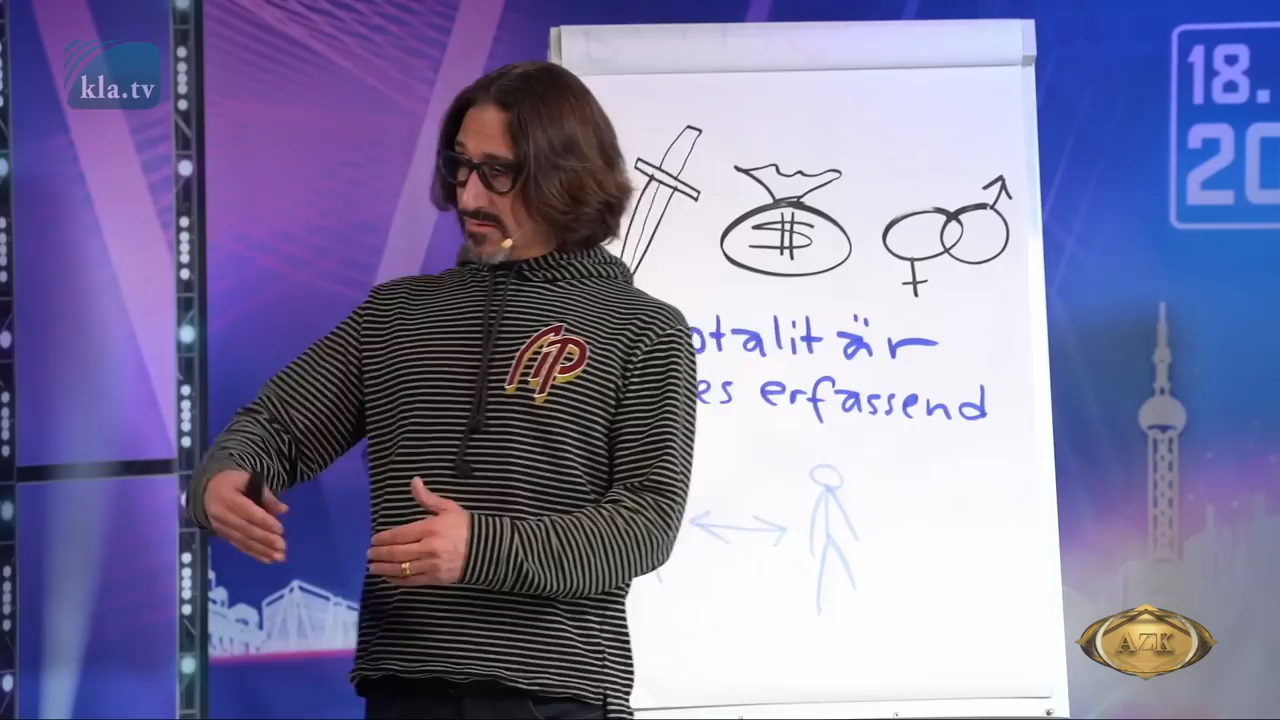 kla.tv
18.
20
$
otalitär
es erfassend
AZK